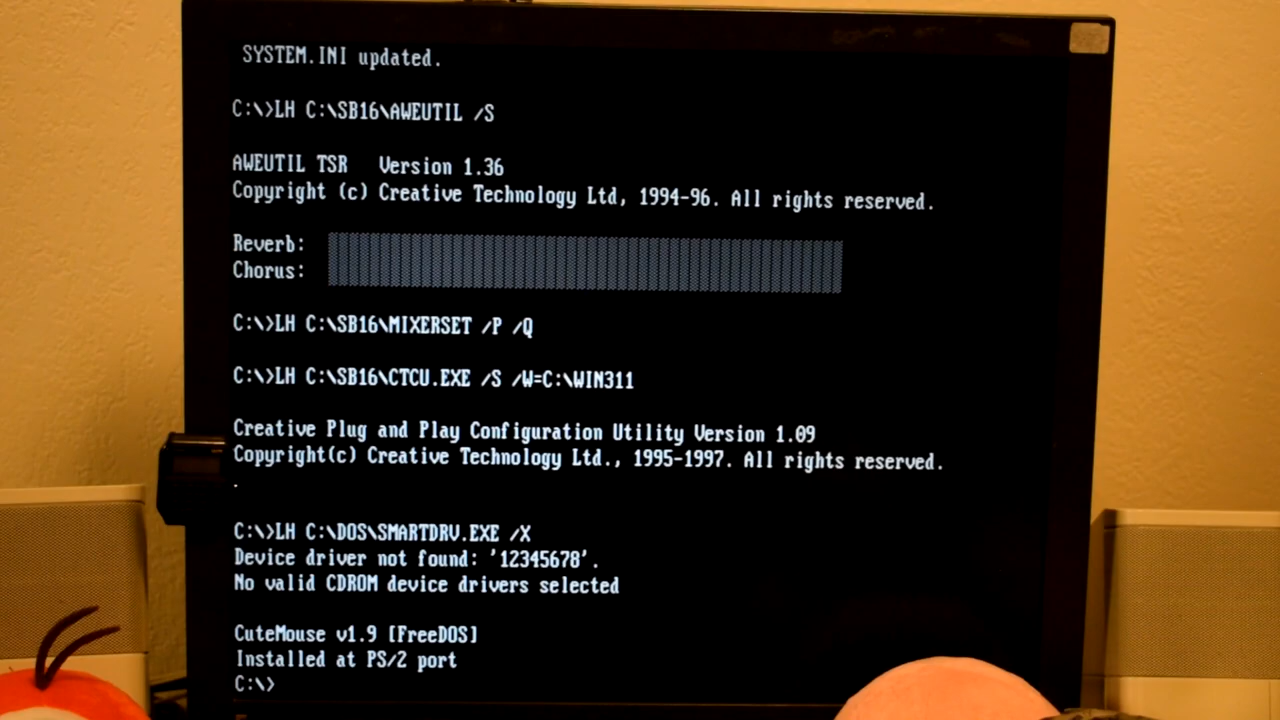 SYSTEM.INI updated.
C:\>LH C:\SB16\AWEUTIL /S
AWEUTIL TSR   Version 1.36
Copyright (c) Creative Technology Ltd, 1994-96. All rights reserved.
Reverb:
Chorus:
C:\>LH C:\SB16\MIXERSET /P /Q
C:\>LH C:\SB16\CTCU.EXE /S /W=C:\WIN311
Creative Plug and Play Configuration Utility Version 1.09
Copyright(c) Creative Technology Ltd., 1995-1997. All rights reserved.
.
C:\>LH C:\DOS\SMARTDRV.EXE /X
Device driver not found: '12345678'.
No valid CDROM device drivers selected
CuteMouse v1.9 [FreeDOS]
Installed at PS/2 port
C:\>